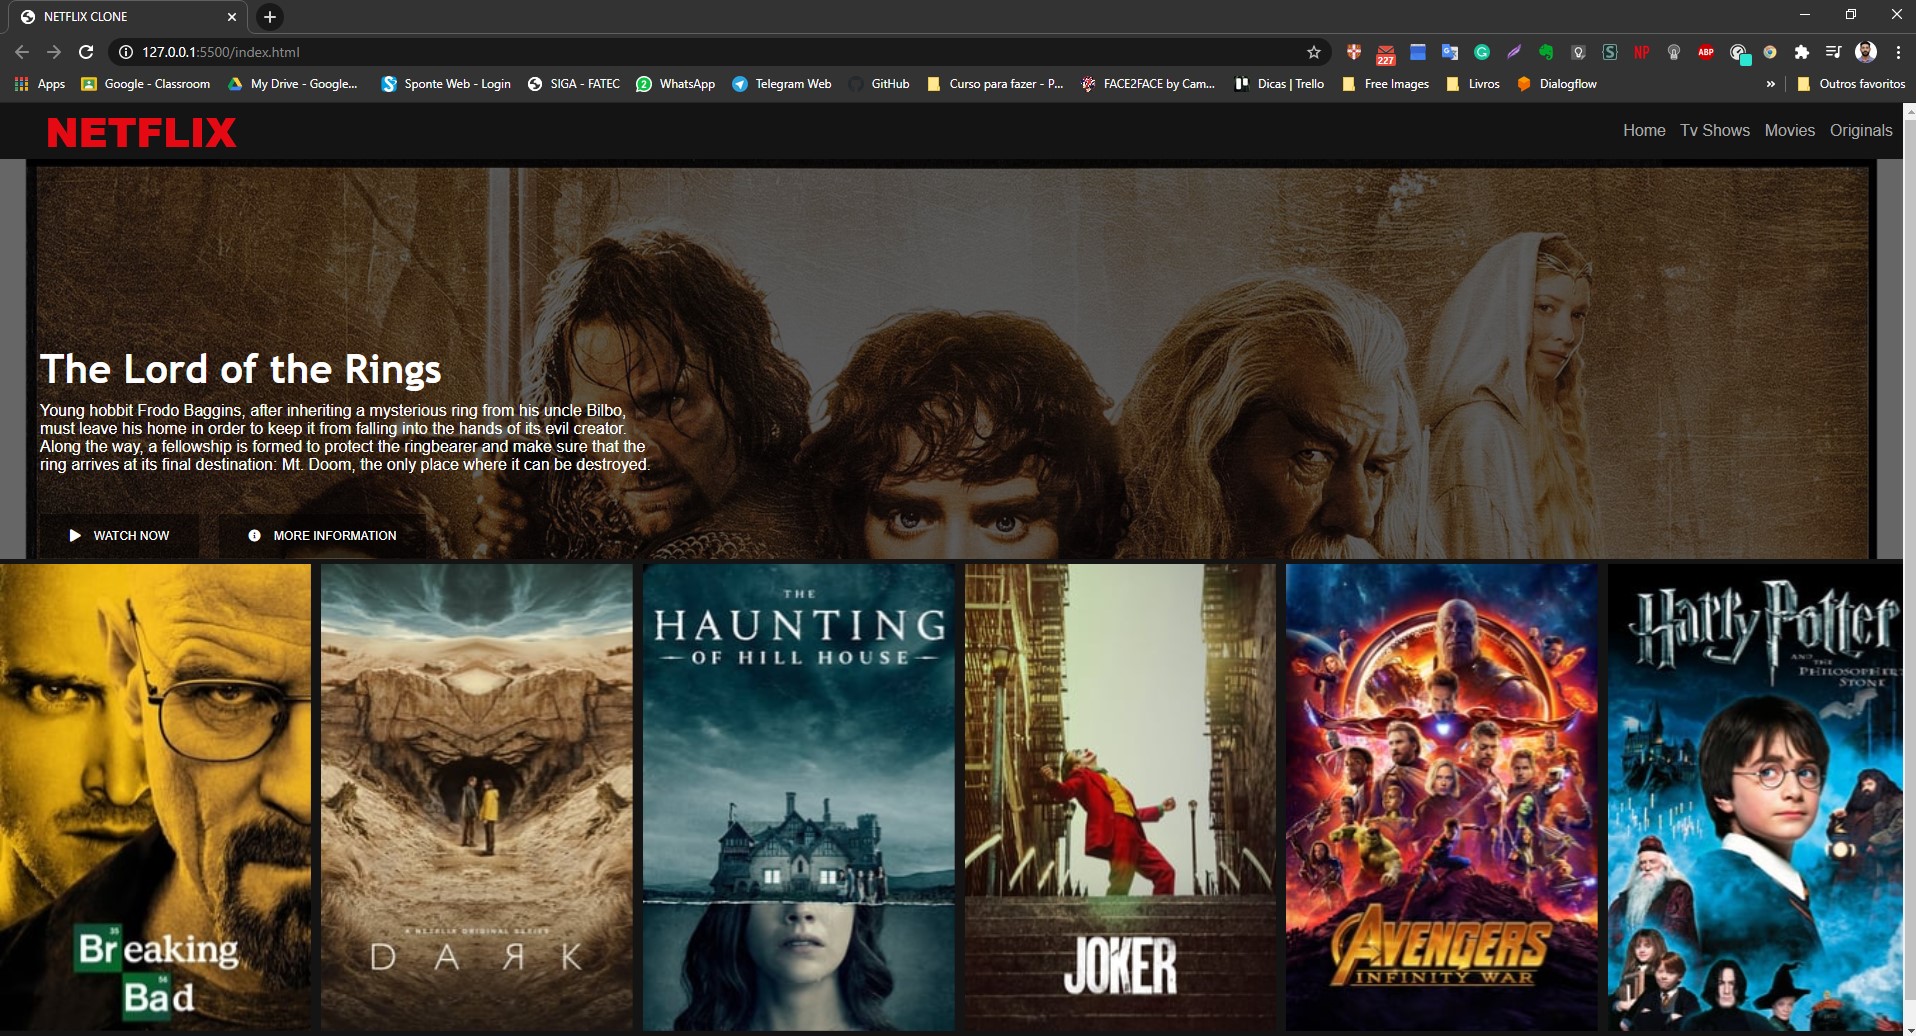 NETFLIX CLONE
127.0.0.1:5500/index.html
227
ABP
NP
Apps
Google - Classroom
My Drive - Google...
Sponte Web - Login
SIGA - FATEC
2
WhatsApp
Telegram Web
GitHub
Curso para fazer - P...
FACE2FACE by Cam...
Dicas | Trello
Free Images
Livros
Dialogflow
»
Outros favoritos
NETFLIX
Home Tv Shows Movies Originals
The Lord of the Rings
Young hobbit Frodo Baggins, after inheriting a mysterious ring from his uncle Bilbo,
must leave his home in order to keep it from falling into the hands of its evil creator.
Along the way, a fellowship is formed to protect the ringbearer and make sure that the
ring arrives at its final destination: Mt. Doom, the only place where it can be destroyed.
WATCH NOW
MORE INFORMATION
35
Breaking
56
Bad
A NETFLIX ORIGINAL SERIES
DARK
THE
HAUNTING
OF HILL HOUSE
JOKER
AVENGERS
INFINITY WAR
Harry Potter
AND THE
PHILOSOPHER'S
STONE